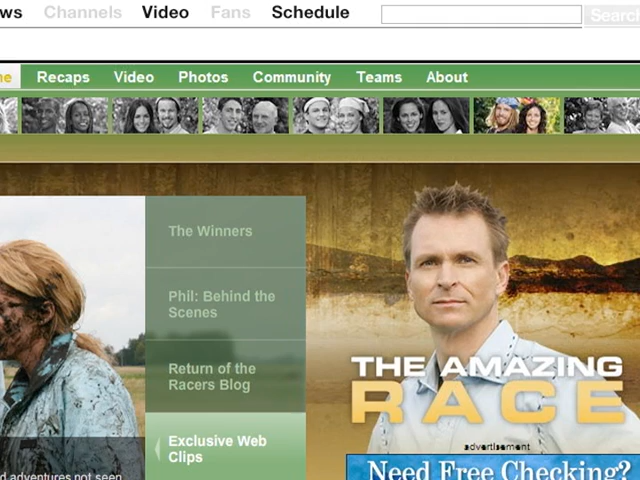 ws Channels Video Fans Schedule Search
me Recaps Video Photos Community Teams About
The Winners
Phil: Behind the
Scenes
Return of the
Racers Blog
Exclusive Web
Clips
d adventures not seen
THE AMAZING
RACE
advertisement
Need Free Checking?